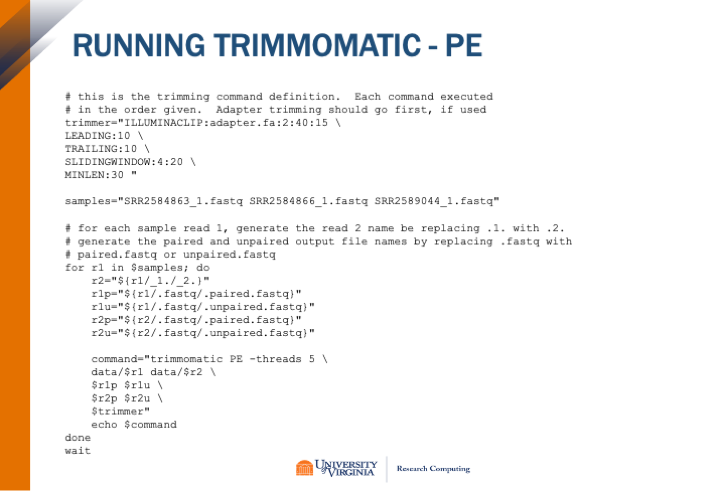 RUNNING TRIMMOMATIC - PE
# this is the trimming command definition.  Each command executed
# in the order given.  Adapter trimming should go first, if used
trimmer="ILLUMINACLIP:adapter.fa:2:40:15 \
LEADING:10 \
TRAILING:10 \
SLIDINGWINDOW:4:20 \
MINLEN:30 "

samples="SRR2584863_1.fastq SRR2584866_1.fastq SRR2589044_1.fastq"

# for each sample read 1, generate the read 2 name be replacing .1. with .2.
# generate the paired and unpaired output file names by replacing .fastq with
# paired.fastq or unpaired.fastq
for r1 in $samples; do
    r2="${r1/_1./_2.}"
    r1p="${r1/.fastq/.paired.fastq}"
    r1u="${r1/.fastq/.unpaired.fastq}"
    r2p="${r2/.fastq/.paired.fastq}"
    r2u="${r2/.fastq/.unpaired.fastq}"

    command="trimmomatic PE -threads 5 \
    data/$r1 data/$r2 \
    $r1p $r1u \
    $r2p $r2u \
    $trimmer"
    echo $command
done
wait
UNIVERSITY
of VIRGINIA
Research Computing